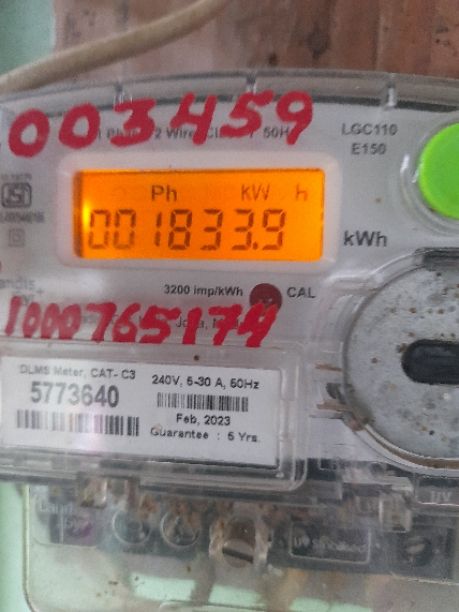 003459
LGC110
E150
Ph kW h
001833.9
kWh
3200 imp/kWh CAL
1000765174
DLMS Meter, CAT- C3
5773640
240V, 5-30 A, 50Hz
Feb, 2023
Guarantee : 5 Yrs.